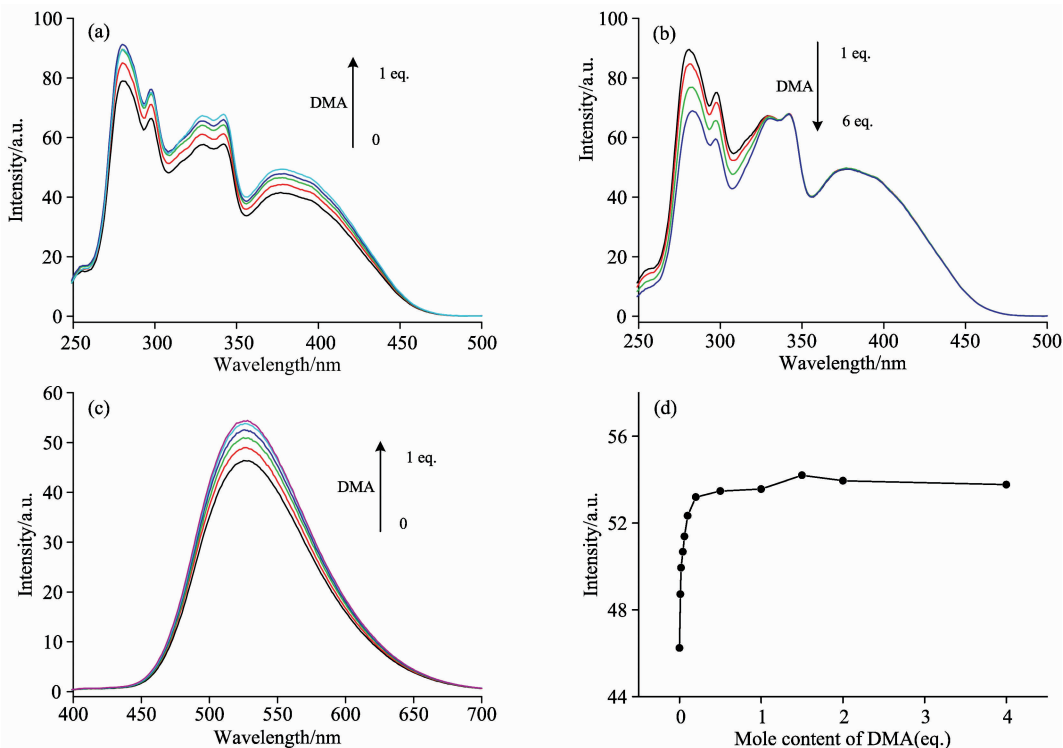 (a)
100
80
60
40
20
0
Intensity/a.u.
DMA
1 eq.
0
250 300 350 400 450 500
Wavelength/nm
(b)
100
80
60
40
20
0
Intensity/a.u.
DMA
1 eq.
6 eq.
250 300 350 400 450 500
Wavelength/nm
(c)
60
50
40
30
20
10
0
Intensity/a.u.
DMA
1 eq.
0
400 450 500 550 600 650 700
Wavelength/nm
(d)
56
52
48
44
Intensity/a.u.
0 1 2 3 4
Mole content of DMA(eq.)